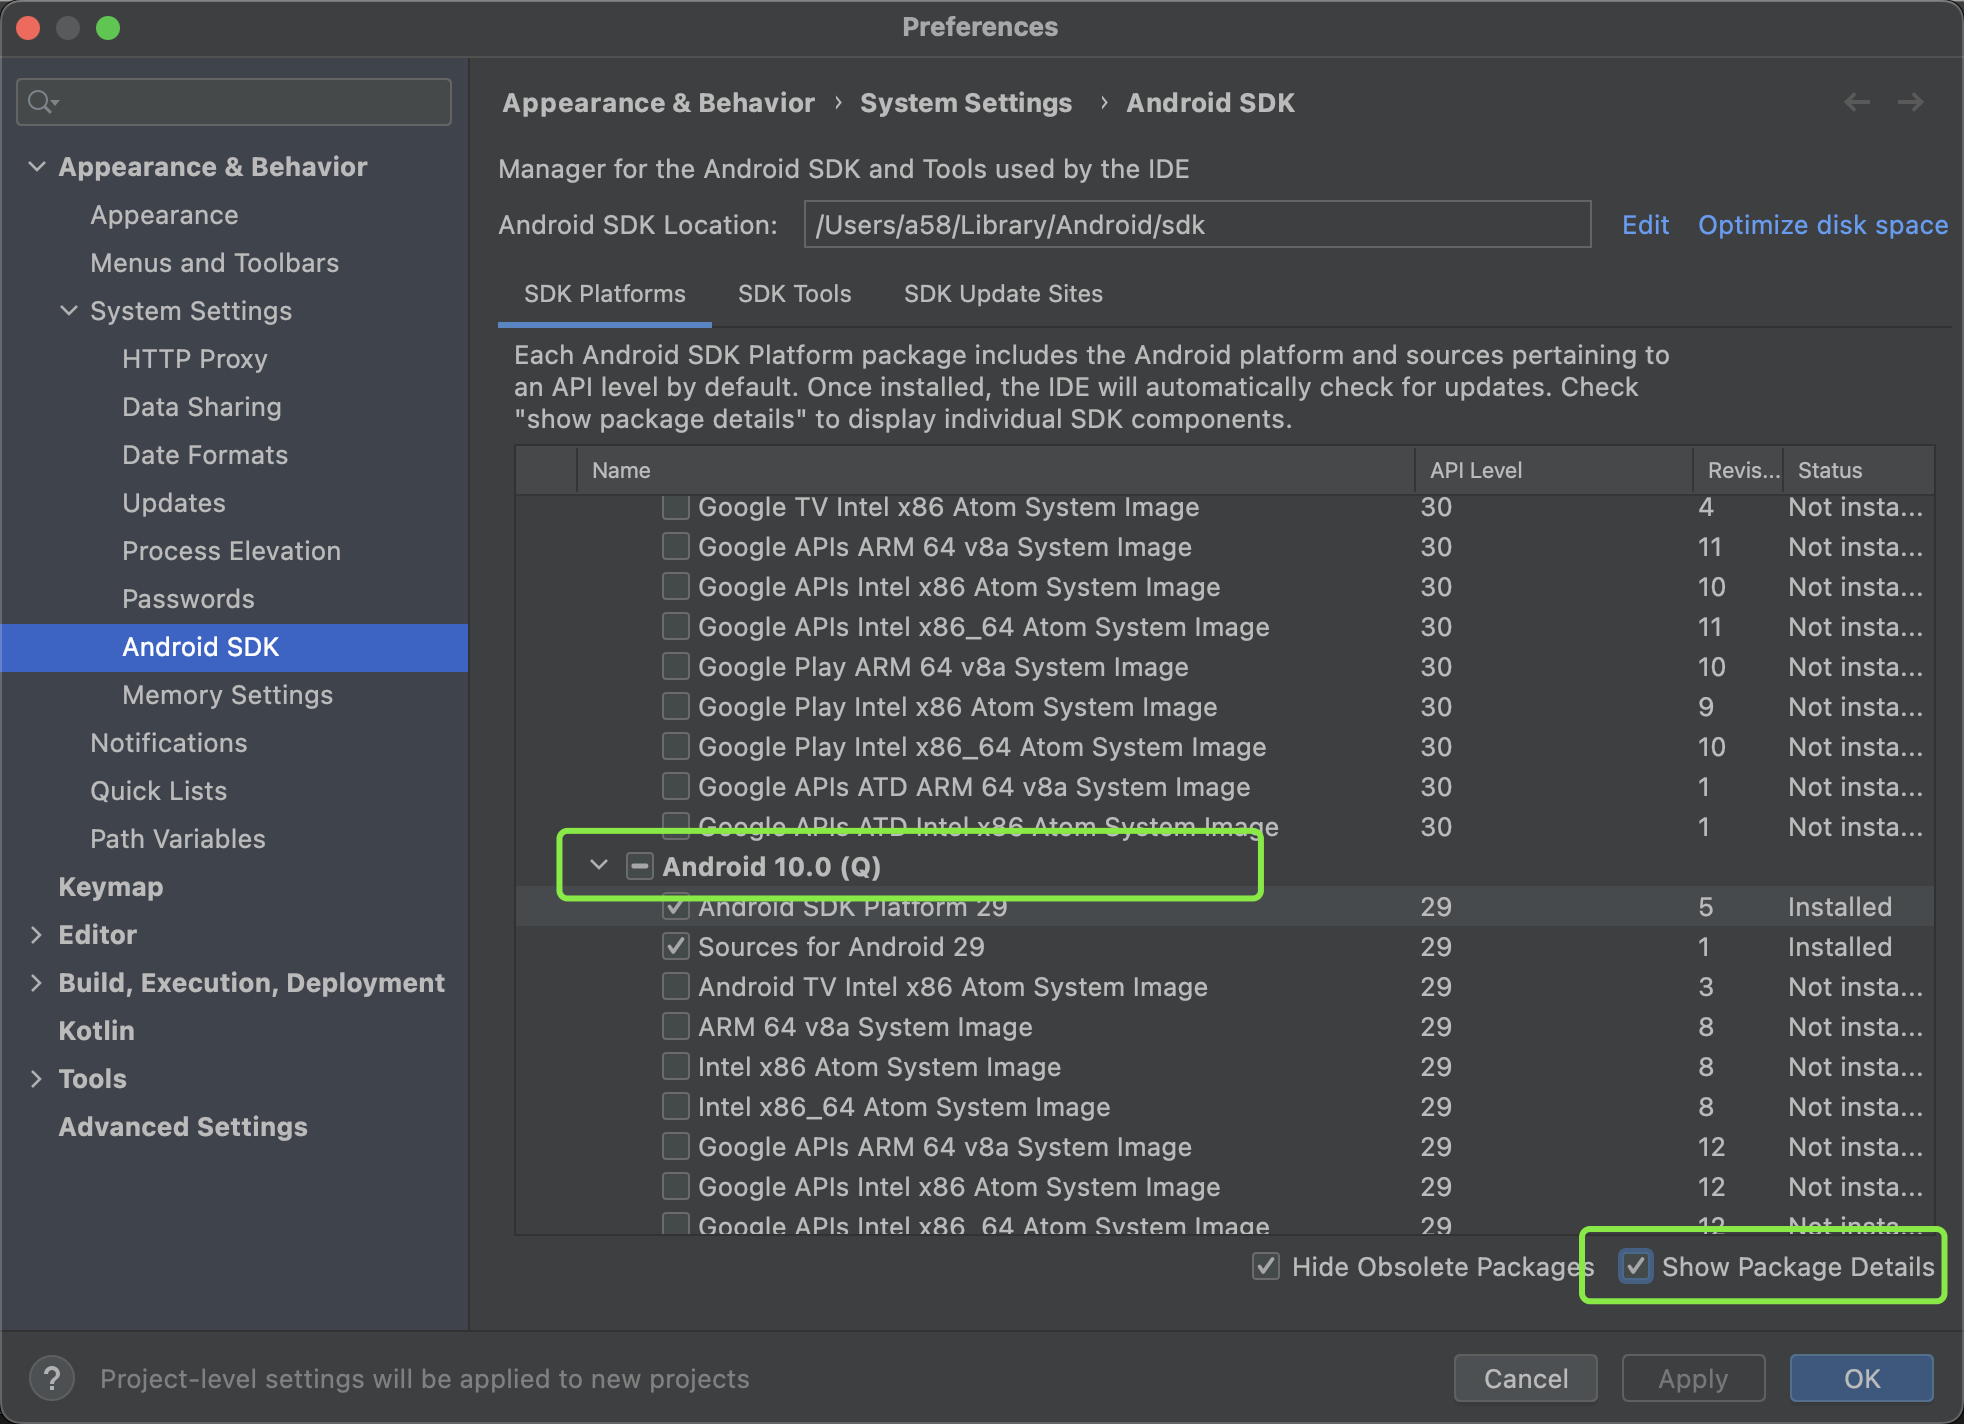 Preferences
Appearance & Behavior
Appearance
Menus and Toolbars
System Settings
HTTP Proxy
Data Sharing
Date Formats
Updates
Process Elevation
Passwords
Android SDK
Memory Settings
Notifications
Quick Lists
Path Variables
Keymap
Editor
Build, Execution, Deployment
Kotlin
Tools
Advanced Settings
Appearance & Behavior › System Settings › Android SDK
Manager for the Android SDK and Tools used by the IDE
Android SDK Location: /Users/a58/Library/Android/sdk Edit Optimize disk space
SDK Platforms SDK Tools SDK Update Sites
Each Android SDK Platform package includes the Android platform and sources pertaining to
an API level by default. Once installed, the IDE will automatically check for updates. Check
"show package details" to display individual SDK components.
Name API Level Revis... Status
Google TV Intel x86 Atom System Image 30 4 Not insta...
Google APIs ARM 64 v8a System Image 30 11 Not insta...
Google APIs Intel x86 Atom System Image 30 10 Not insta...
Google APIs Intel x86_64 Atom System Image 30 11 Not insta...
Google Play ARM 64 v8a System Image 30 10 Not insta...
Google Play Intel x86 Atom System Image 30 9 Not insta...
Google Play Intel x86_64 Atom System Image 30 10 Not insta...
Google APIs ATD ARM 64 v8a System Image 30 1 Not insta...
Google APIs ATD Intel x86 Atom System Image 30 1 Not insta...
Android 10.0 (Q)
Android SDK Platform 29 29 5 Installed
Sources for Android 29 29 1 Installed
Android TV Intel x86 Atom System Image 29 3 Not insta...
ARM 64 v8a System Image 29 8 Not insta...
Intel x86 Atom System Image 29 8 Not insta...
Intel x86_64 Atom System Image 29 8 Not insta...
Google APIs ARM 64 v8a System Image 29 12 Not insta...
Google APIs Intel x86 Atom System Image 29 12 Not insta...
Google APIs Intel x86_64 Atom System Image 29 12 Not insta...
Hide Obsolete Packages Show Package Details
? Project-level settings will be applied to new projects
Cancel Apply OK